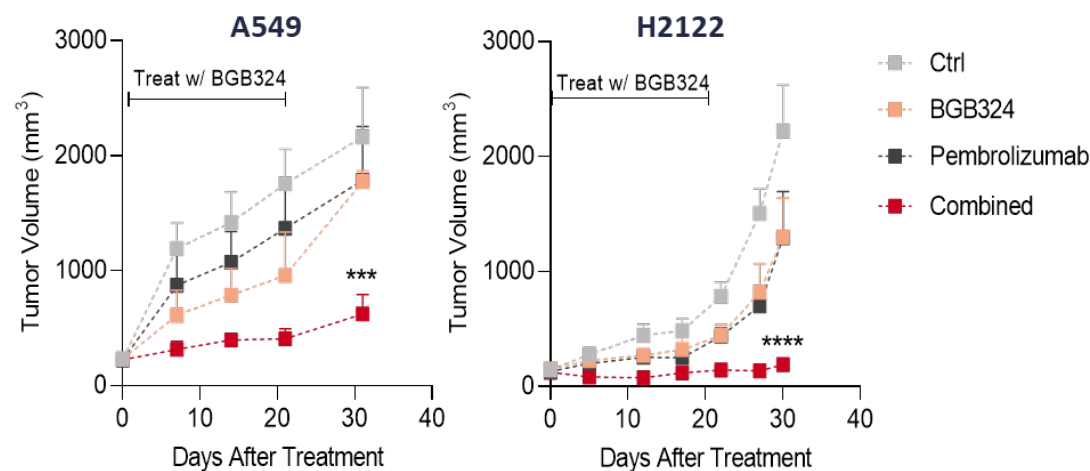 A549
Tumor Volume (mm³)
3000
2000
1000
0
Treat w/ BGB324
***
0 10 20 30 40
Days After Treatment
H2122
Tumor Volume (mm³)
3000
2000
1000
0
Treat w/ BGB324
****
0 10 20 30 40
Days After Treatment
Ctrl
BGB324
Pembrolizumab
Combined